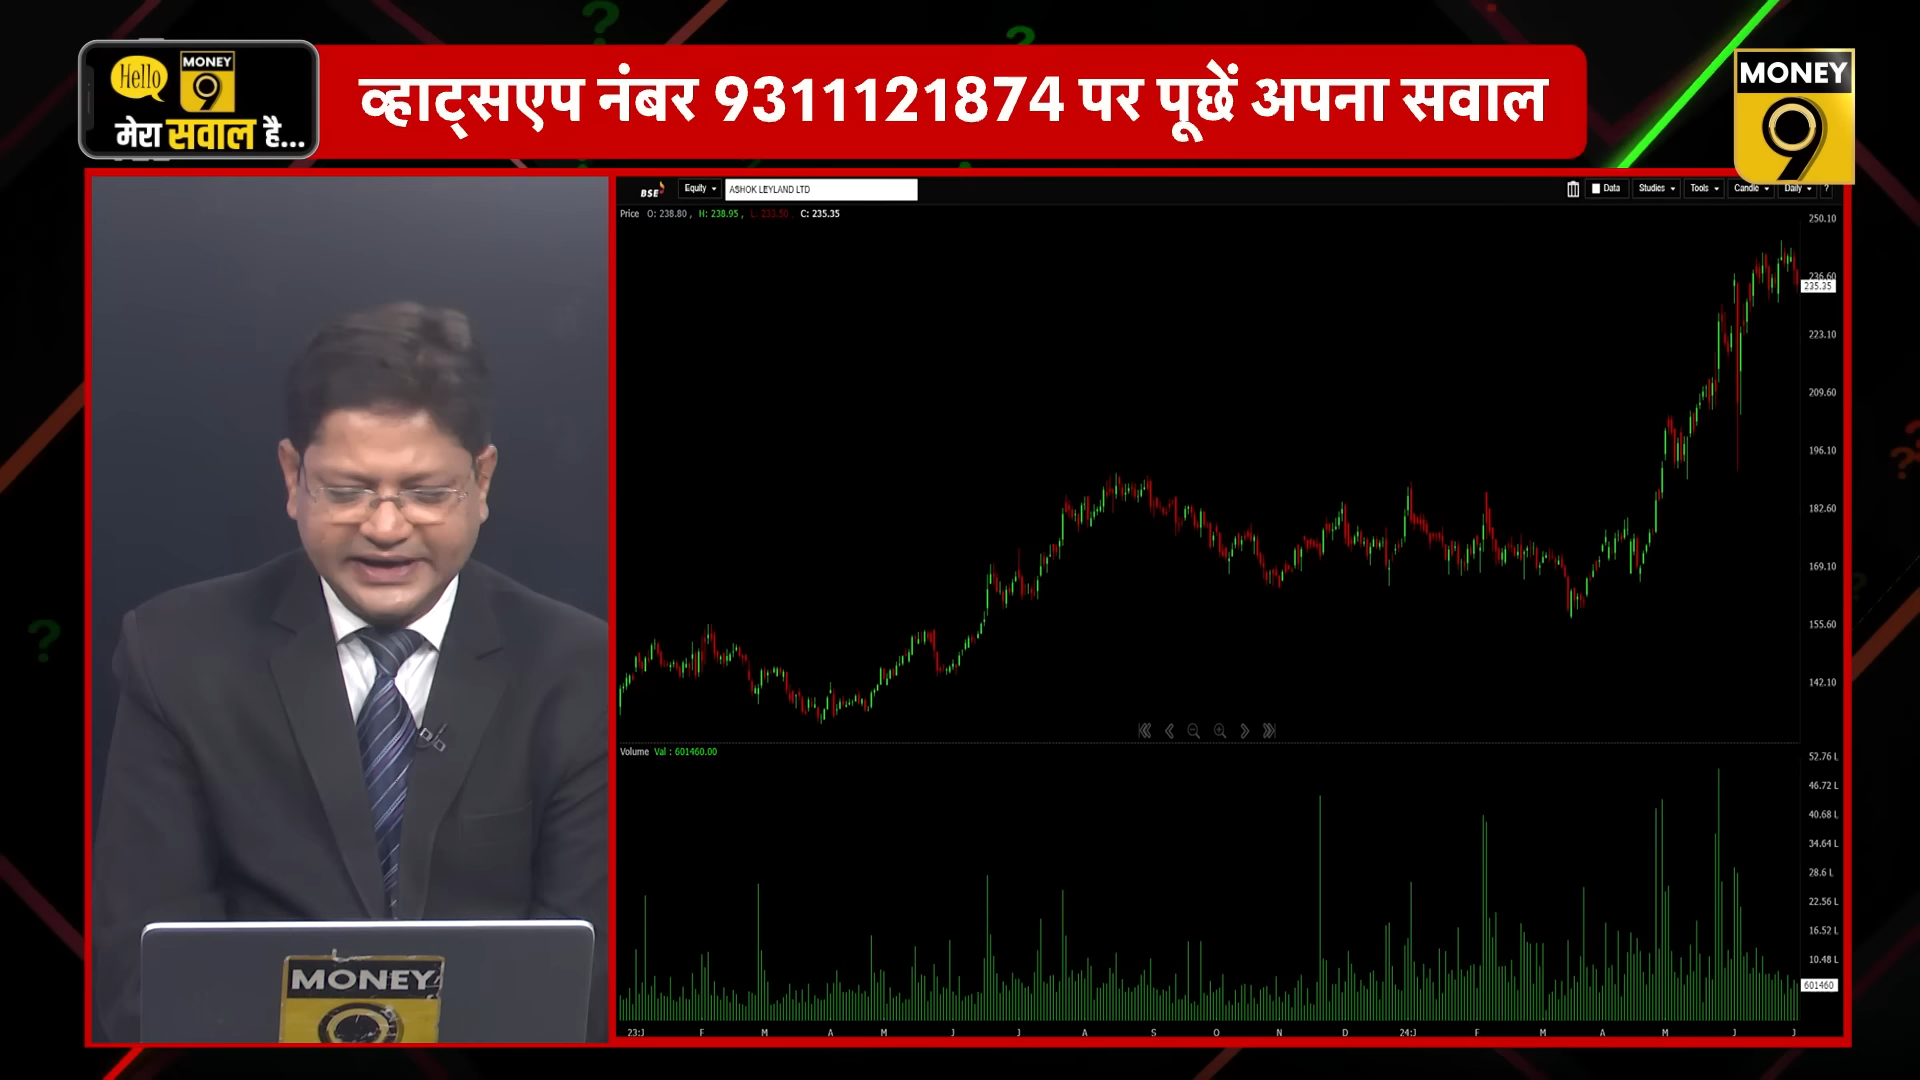 Hello
MONEY
9
मेरा सवाल है...
व्हाट्सएप नंबर 9311121874 पर पूछें अपना सवाल
MONEY
9
BSE
Equity
ASHOK LEYLAND LTD
Data
Studies
Tools
Candle
Daily
?
Price O: 238.80 , H: 238.95 , L: 233.50 , C: 235.35
250.10
236.60
235.35
223.10
209.60
196.10
182.60
169.10
155.60
142.10
Volume Val : 601460.00
52.76 L
46.72 L
40.68 L
34.64 L
28.6 L
22.56 L
16.52 L
10.48 L
601460
23:J F M A M J J A S O N D 24:J F M A M J J
MONEY